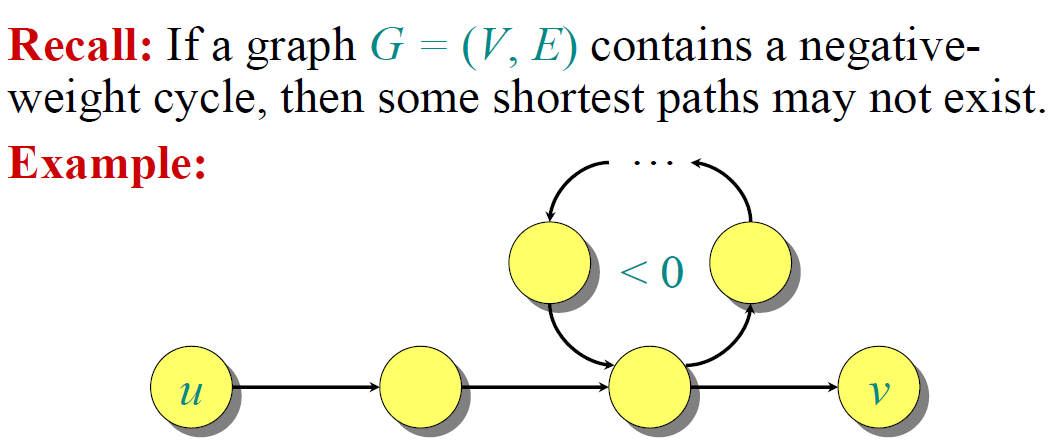 Recall: If a graph G = (V, E) contains a negative-
weight cycle, then some shortest paths may not exist.
Example:
…
< 0
u
v